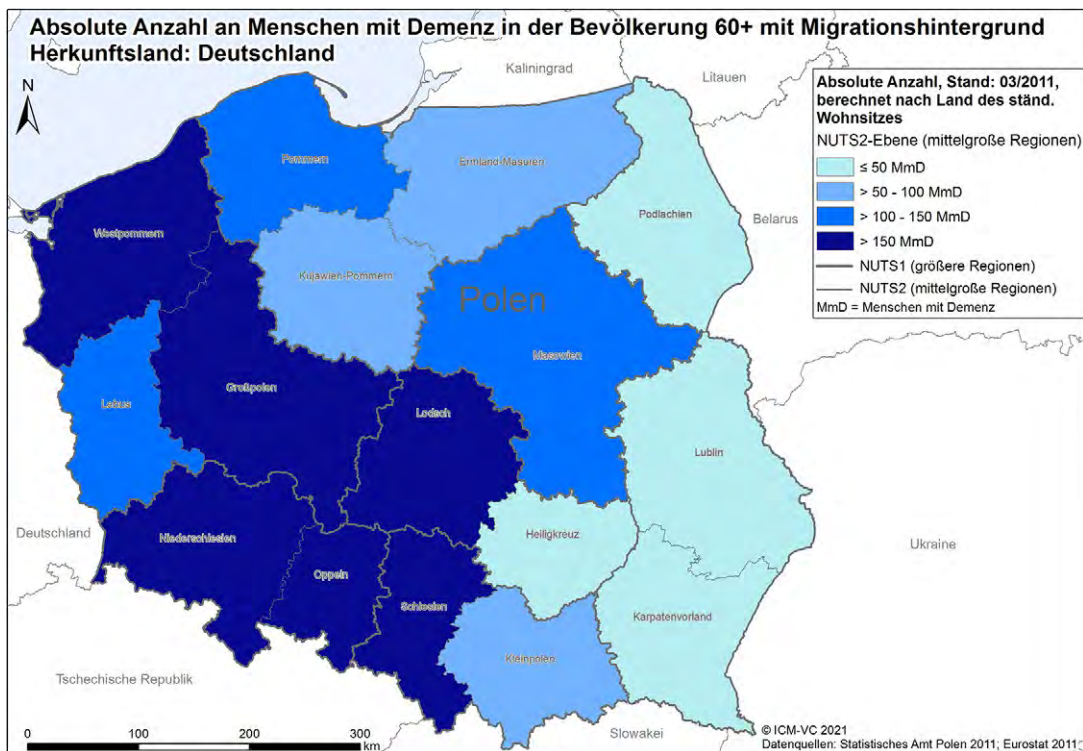 Absolute Anzahl an Menschen mit Demenz in der Bevölkerung 60+ mit Migrationshintergrund
Herkunftsland: Deutschland
Kaliningrad
Litauen
N
Absolute Anzahl, Stand: 03/2011,
berechnet nach Land des ständ.
Wohnsitzes
NUTS2-Ebene (mittelgroße Regionen)
≤ 50 MmD
> 50 - 100 MmD
> 100 - 150 MmD
> 150 MmD
NUTS1 (größere Regionen)
NUTS2 (mittelgroße Regionen)
MmD = Menschen mit Demenz
Pommern
Ermland-Masuren
Podlachien
Belarus
Westpommern
Kujawien-Pommern
Polen
Masowien
Großpolen
Lebus
Lodsch
Lublin
Deutschland
Niederschlesien
Heiligkreuz
Ukraine
Oppeln
Schlesien
Karpatenvorland
Kleinpolen
Tschechische Republik
Slowakei
0 100 200 300
km
© ICM-VC 2021
Datenquellen: Statistisches Amt Polen 2011; Eurostat 2011